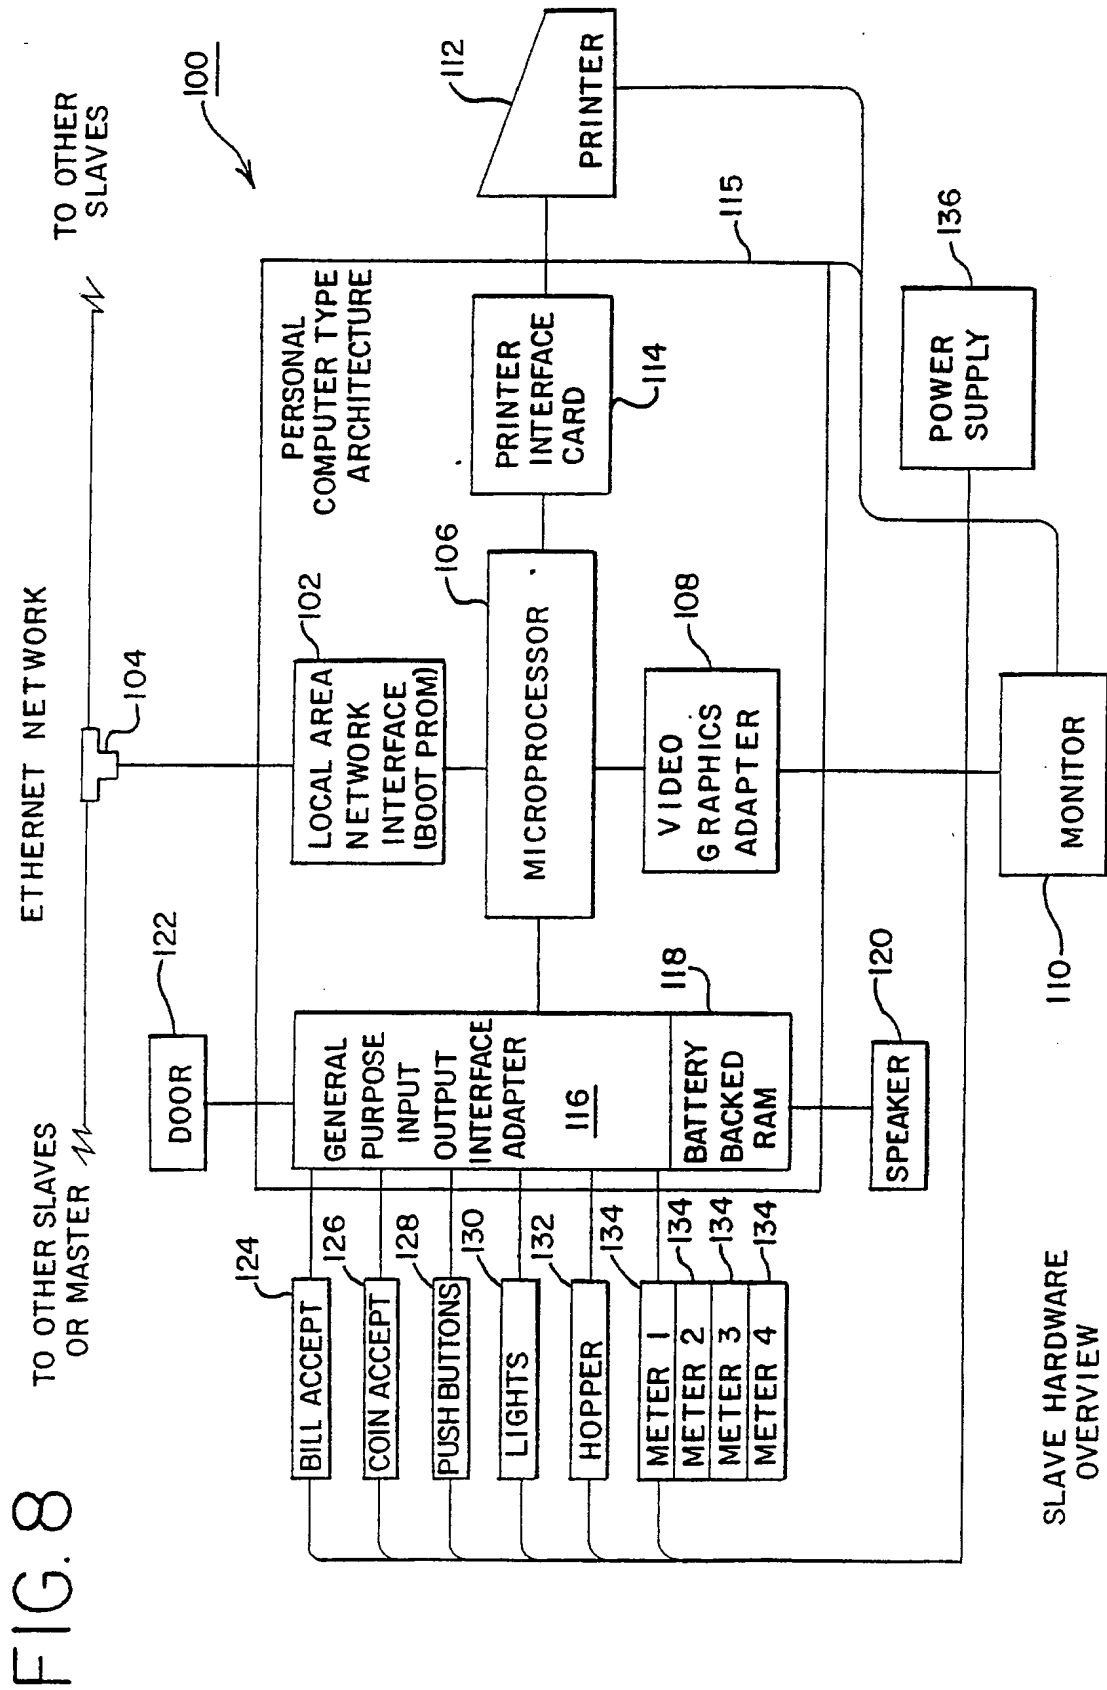 FIG. 8
ETHERNET NETWORK
TO OTHER SLAVES
OR MASTER
TO OTHER
SLAVES
100
104
122
DOOR
124
BILL ACCEPT
126
COIN ACCEPT
128
PUSH BUTTONS
130
LIGHTS
132
HOPPER
134
METER 1
134
METER 2
134
METER 3
134
METER 4
GENERAL
PURPOSE
INPUT
OUTPUT
INTERFACE
ADAPTER
116
118
BATTERY
BACKED
RAM
120
SPEAKER
102
LOCAL AREA
NETWORK
INTERFACE
(BOOT PROM)
106
MICROPROCESSOR
108
VIDEO
GRAPHICS
ADAPTER
110
MONITOR
PERSONAL
COMPUTER TYPE
ARCHITECTURE
PRINTER
INTERFACE
CARD
114
112
PRINTER
115
136
POWER
SUPPLY
SLAVE HARDWARE
OVERVIEW